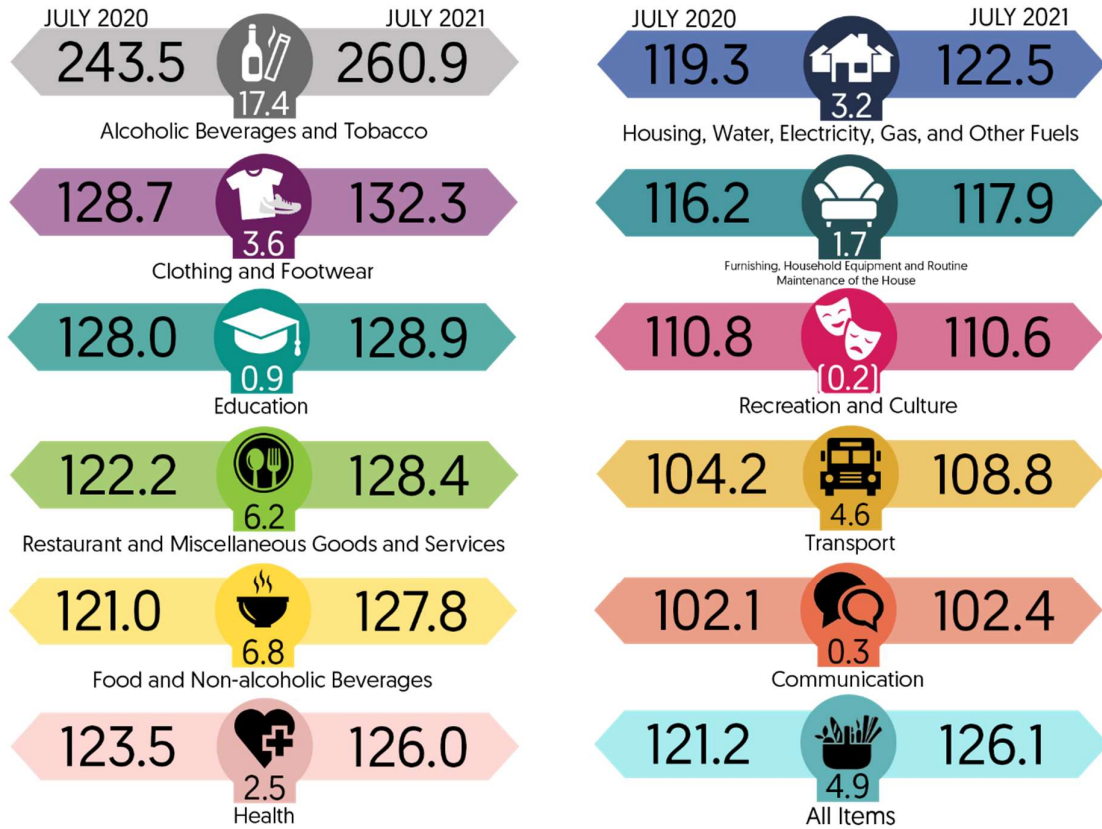 JULY 2020 JULY 2021
243.5 260.9
17.4
Alcoholic Beverages and Tobacco
128.7 132.3
3.6
Clothing and Footwear
128.0 128.9
0.9
Education
122.2 128.4
6.2
Restaurant and Miscellaneous Goods and Services
121.0 127.8
6.8
Food and Non-alcoholic Beverages
123.5 126.0
2.5
Health
JULY 2020 JULY 2021
119.3 122.5
3.2
Housing, Water, Electricity, Gas, and Other Fuels
116.2 117.9
1.7
Furnishing, Household Equipment and Routine
Maintenance of the House
110.8 110.6
(0.2)
Recreation and Culture
104.2 108.8
4.6
Transport
102.1 102.4
0.3
Communication
121.2 126.1
4.9
All Items